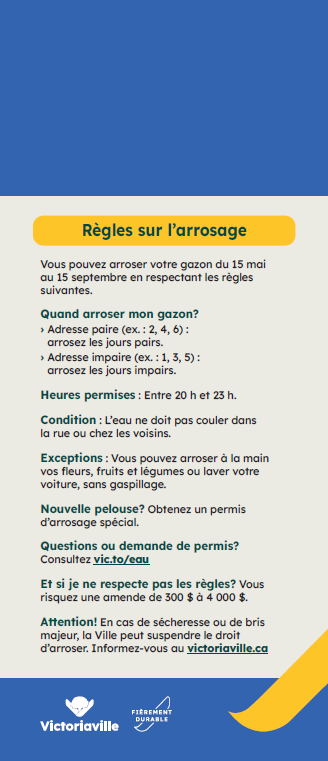 Règles sur l'arrosage
Vous pouvez arroser votre gazon du 15 mai
au 15 septembre en respectant les règles
suivantes.
Quand arroser mon gazon?
› Adresse paire (ex. : 2, 4, 6) :
arrosez les jours pairs.
› Adresse impaire (ex. : 1, 3, 5) :
arrosez les jours impairs.
Heures permises : Entre 20 h et 23 h.
Condition : L'eau ne doit pas couler dans
la rue ou chez les voisins.
Exceptions : Vous pouvez arroser à la main
vos fleurs, fruits et légumes ou laver votre
voiture, sans gaspillage.
Nouvelle pelouse? Obtenez un permis
d'arrosage spécial.
Questions ou demande de permis?
Consultez vic.to/eau
Et si je ne respecte pas les règles? Vous
risquez une amende de 300 $ à 4 000 $.
Attention! En cas de sécheresse ou de bris
majeur, la Ville peut suspendre le droit
d'arroser. Informez-vous au victoriaville.ca
Victoriaville
FIÈREMENT
DURABLE